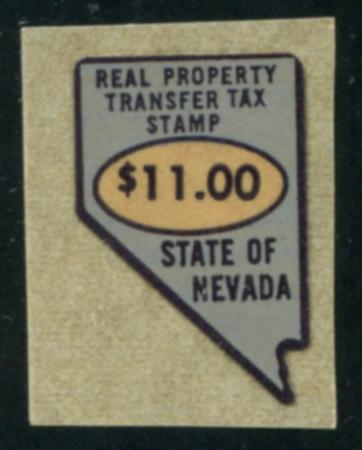 REAL PROPERTY
TRANSFER TAX
STAMP
$11.00
STATE OF
NEVADA